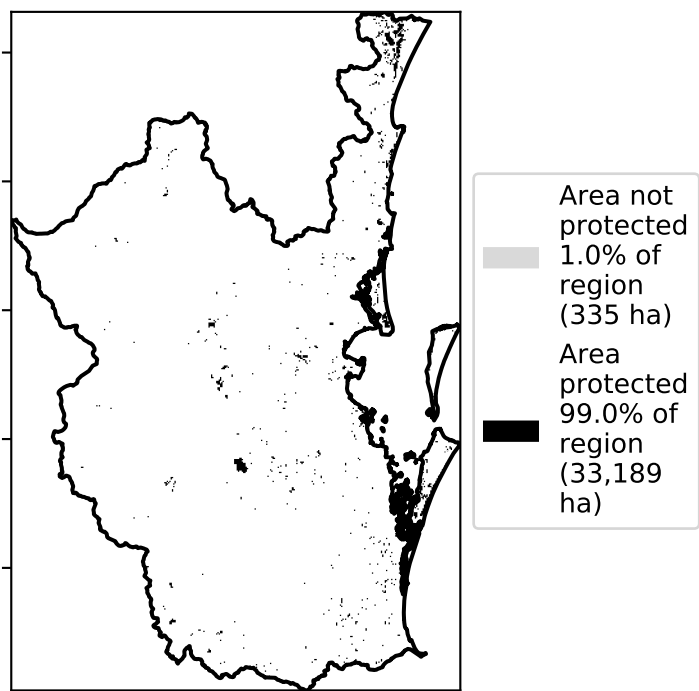 Area not
protected
1.0% of
region
(335 ha)
Area
protected
99.0% of
region
(33,189
ha)